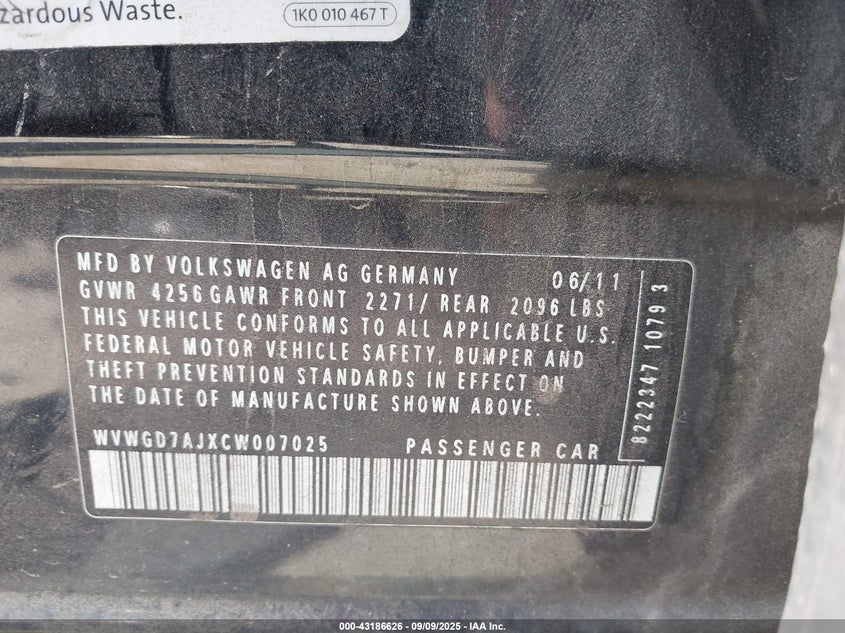 zardous Waste.
1K0 010 467 T
MFD BY VOLKSWAGEN AG GERMANY 06/11
GVWR 4256 GAWR FRONT 2271/ REAR 2096 LBS
THIS VEHICLE CONFORMS TO ALL APPLICABLE U.S.
FEDERAL MOTOR VEHICLE SAFETY, BUMPER AND
THEFT PREVENTION STANDARDS IN EFFECT ON
THE DATE OF MANUFACTURE SHOWN ABOVE.
WVWGD7AJXCW007025 PASSENGER CAR
8222347 10793
000-43186626 - 09/09/2025 - IAA Inc.